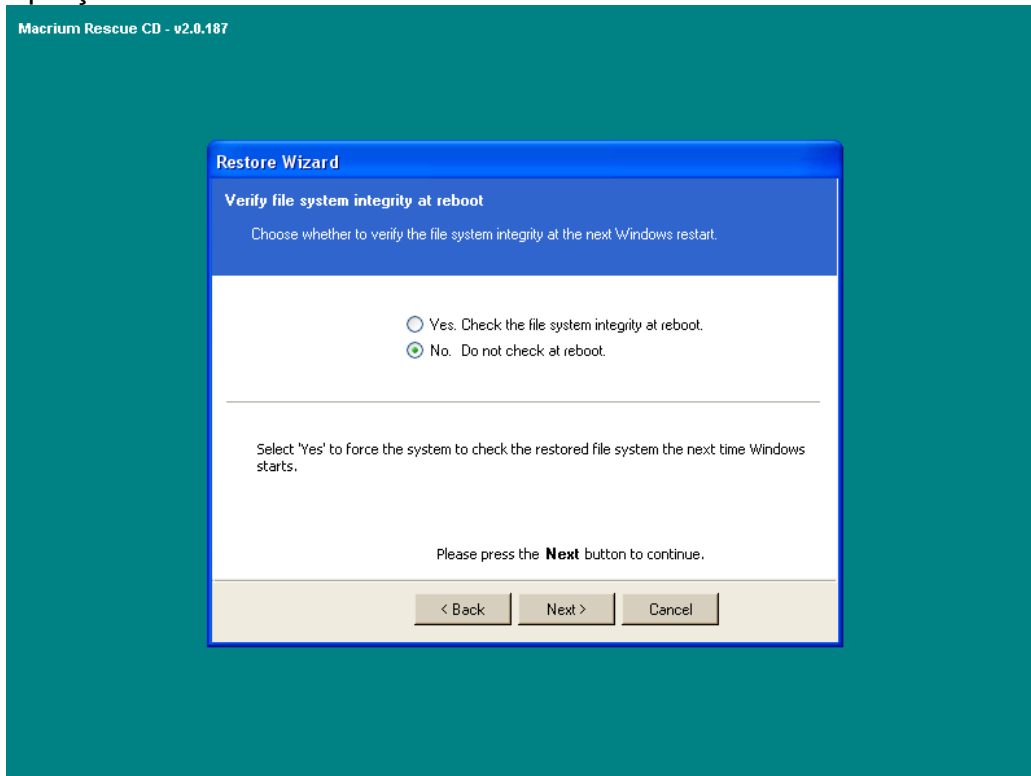 Macrium Rescue CD - v2.0.187
Restore Wizard
Verify file system integrity at reboot
Choose whether to verify the file system integrity at the next Windows restart.
Yes. Check the file system integrity at reboot.
No. Do not check at reboot.
Select 'Yes' to force the system to check the restored file system the next time Windows
starts.
Please press the Next button to continue.
< Back
Next >
Cancel